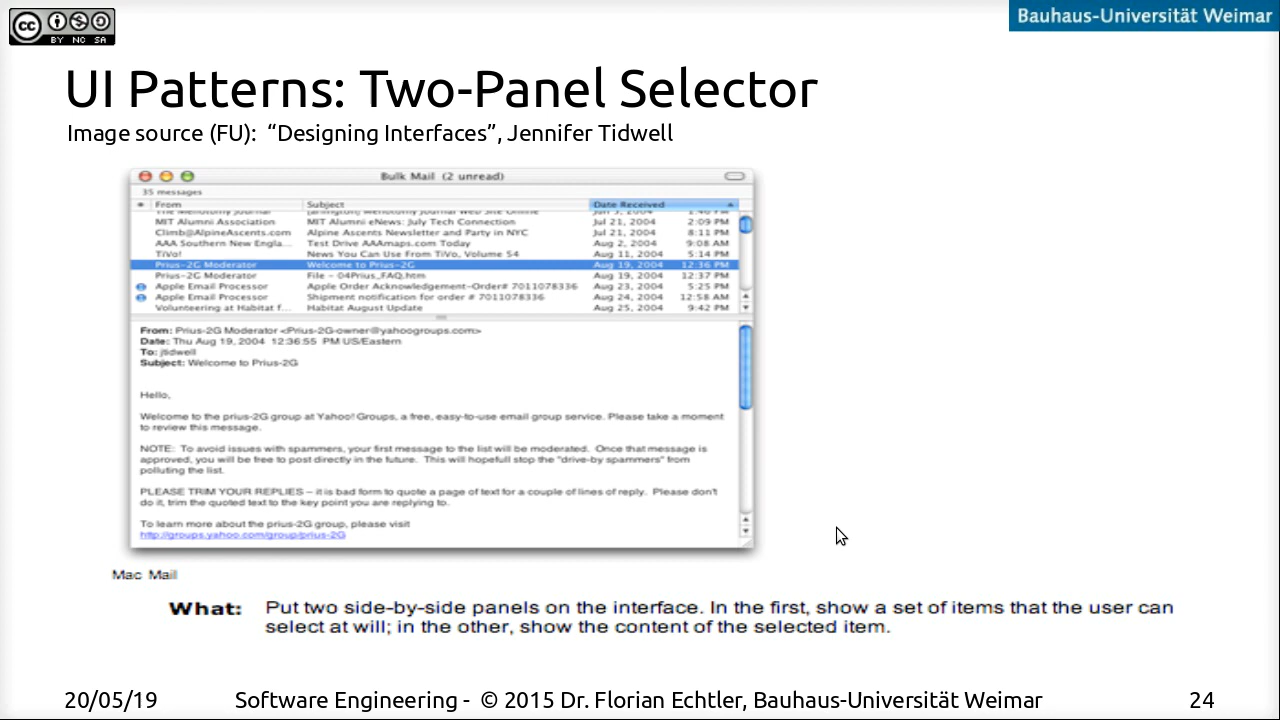 BY NC SA
Bauhaus-Universität Weimar
UI Patterns: Two-Panel Selector
Image source (FU): “Designing Interfaces”, Jennifer Tidwell
Bulk Mail (2 unread)
35 messages
From Subject Date Received
MIT Alumni Association MIT Alumni eNews: July Tech Connection Jul 21, 2004 2:09 PM
Climb@AlpineAscents.com Alpine Ascents Newsletter and Party in NYC Jul 21, 2004 8:11 PM
AAA Southern New Engla... Test Drive AAAmaps.com Today Aug 2, 2004 9:08 AM
TiVo! News You Can Use From TiVo, Volume 54 Aug 11, 2004 5:14 PM
Prius-2G Moderator Welcome to Prius-2G Aug 19, 2004 12:36 PM
Prius-2G Moderator File - 04Prius_FAQ.htm Aug 19, 2004 12:37 PM
Apple Email Processor Apple Order Acknowledgement-Order# 7011078336 Aug 23, 2004 5:25 PM
Apple Email Processor Shipment notification for order # 7011078336 Aug 24, 2004 12:58 AM
Volunteering at Habitat f... Habitat August Update Aug 25, 2004 9:42 PM
From: Prius-2G Moderator <Prius-2G-owner@yahoogroups.com>
Date: Thu Aug 19, 2004 12:36:55 PM US/Eastern
To: jtidwell
Subject: Welcome to Prius-2G
Hello,
Welcome to the prius-2G group at Yahoo! Groups, a free, easy-to-use email group service. Please take a moment
to review this message.
NOTE: To avoid issues with spammers, your first message to the list will be moderated. Once that message is
approved, you will be free to post directly in the future. This will hopefull stop the "drive-by spammers" from
polluting the list.
PLEASE TRIM YOUR REPLIES -- it is bad form to quote a page of text for a couple of lines of reply. Please don't
do it, trim the quoted text to the key point you are replying to.
To learn more about the prius-2G group, please visit
http://groups.yahoo.com/group/prius-2G
Mac Mail
What: Put two side-by-side panels on the interface. In the first, show a set of items that the user can
select at will; in the other, show the content of the selected item.
20/05/19 Software Engineering - © 2015 Dr. Florian Echtler, Bauhaus-Universität Weimar 24